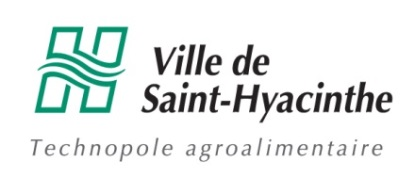 Ville de
Saint-Hyacinthe
Technopole agroalimentaire